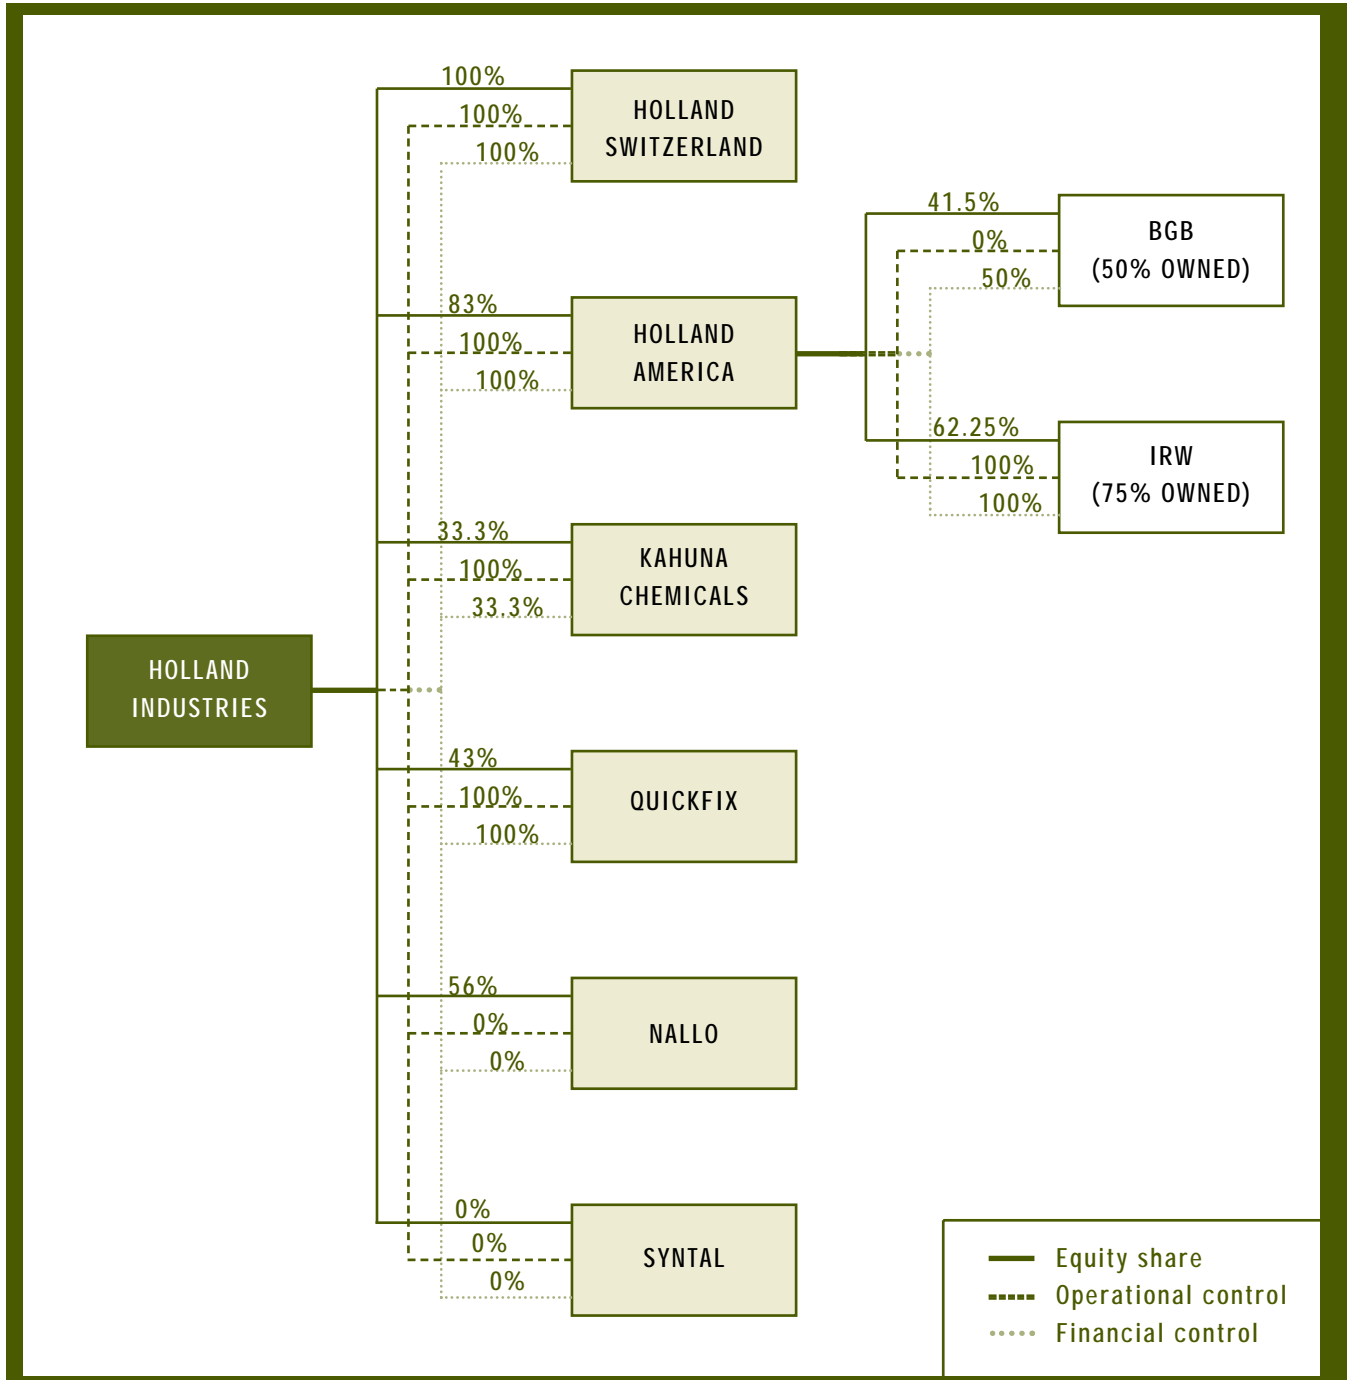 100%
100%
100%
HOLLAND
SWITZERLAND
41.5%
0%
50%
BGB
(50% OWNED)
83%
100%
100%
HOLLAND
AMERICA
62.25%
100%
100%
IRW
(75% OWNED)
33.3%
100%
33.3%
KAHUNA
CHEMICALS
HOLLAND
INDUSTRIES
43%
100%
100%
QUICKFIX
56%
0%
0%
NALLO
0%
0%
0%
SYNTAL
Equity share
Operational control
Financial control